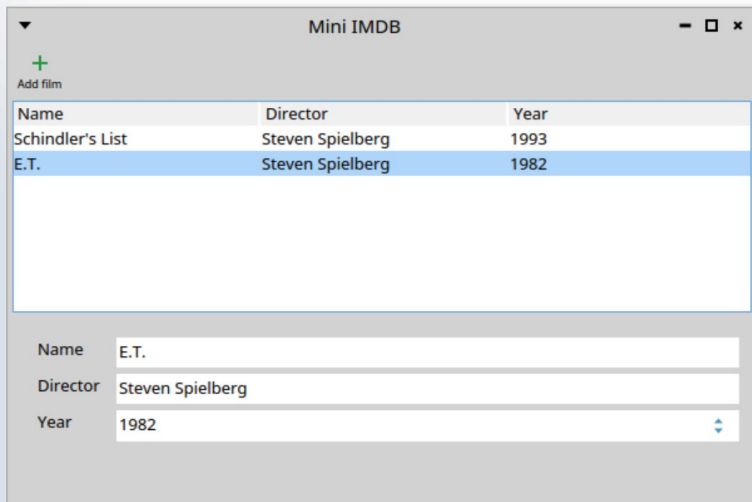 Mini IMDB
Add film
Name Director Year
Schindler's List Steven Spielberg 1993
E.T. Steven Spielberg 1982
Name E.T.
Director Steven Spielberg
Year 1982